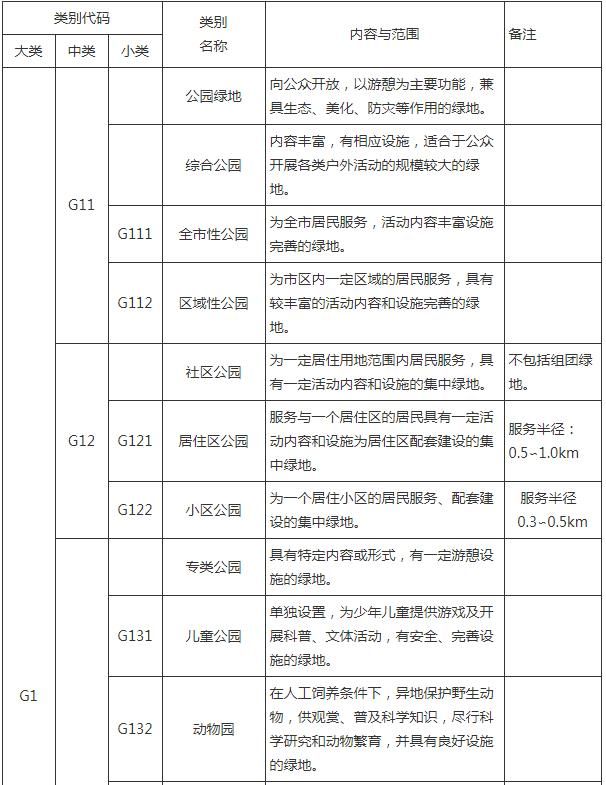 类别代码
类别
名称
内容与范围
备注
大类
中类
小类
公园绿地
向公众开放，以游憩为主要功能，兼
具生态、美化、防灾等作用的绿地。
G11
综合公园
内容丰富，有相应设施，适合于公众
开展各类户外活动的规模较大的绿
地。
G111
全市性公园
为全市居民服务，活动内容丰富设施
完善的绿地。
G112
区域性公园
为市区内一定区域的居民服务，具有
较丰富的活动内容和设施完善的绿
地。
G12
社区公园
为一定居住用地范围内居民服务，具
有一定活动内容和设施的集中绿地。
不包括组团绿
地。
G121
居住区公园
服务与一个居住区的居民具有一定活
动内容和设施为居住区配套建设的集
中绿地。
服务半径：
0.5~1.0km
G122
小区公园
为一个居住小区的居民服务、配套建
设的集中绿地。
服务半径
0.3~0.5km
专类公园
具有特定内容或形式，有一定游憩设
施的绿地。
G131
儿童公园
单独设置，为少年儿童提供游戏及开
展科普、文体活动，有安全、完善设
施的绿地。
G1
G132
动物园
在人工饲养条件下，异地保护野生动
物，供观赏、普及科学知识，尽行科
学研究和动物繁育，并具有良好设施
的绿地。